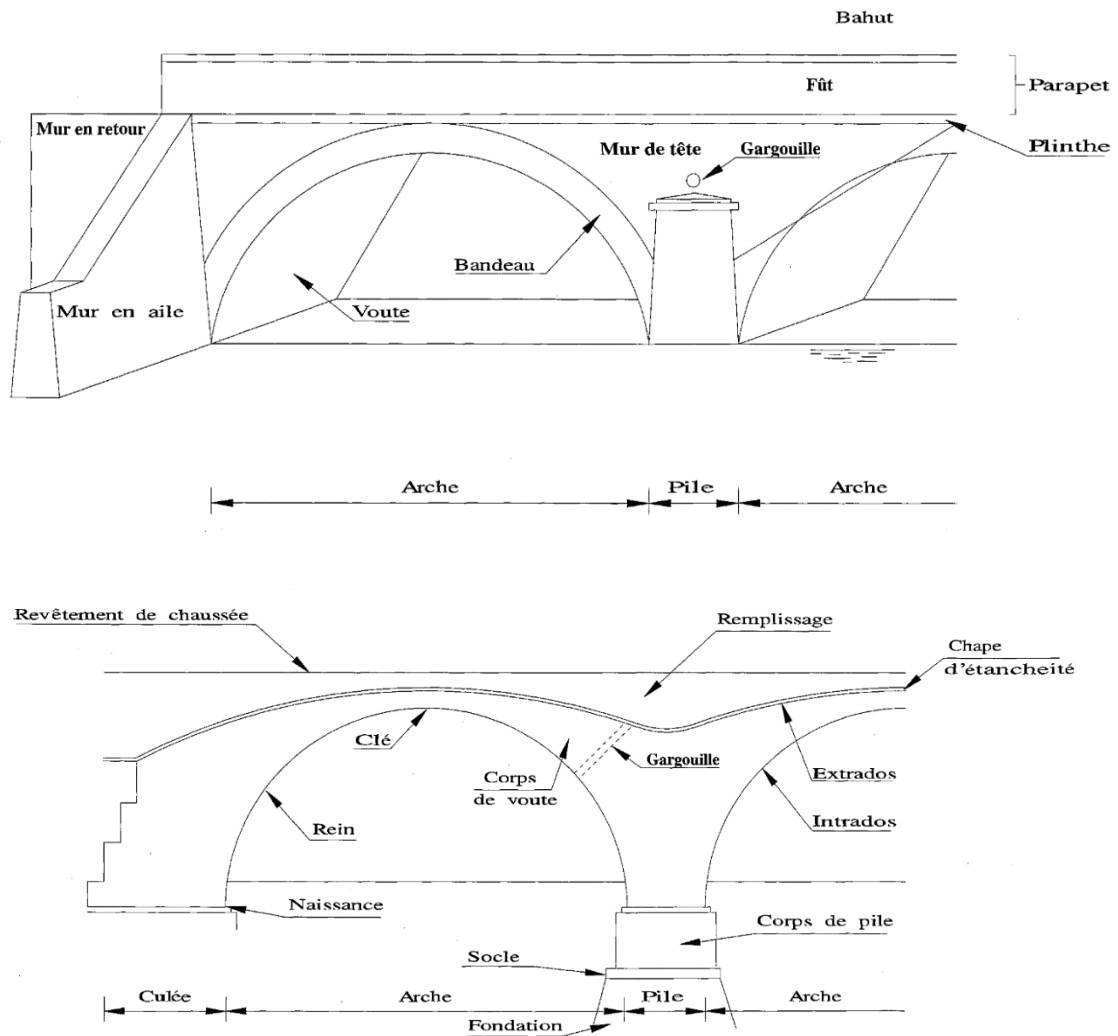 Bahut
Fût
Parapet
Mur en retour
Plinthe
Mur de tête
Gargouille
Bandeau
Mur en aile
Voute
Arche
Pile
Arche
Revêtement de chaussée
Remplissage
Chape
d'étancheité
Clé
Gargouille
Corps
de voute
Extrados
Rein
Intrados
Naissance
Corps de pile
Socle
Culée
Arche
Pile
Arche
Fondation